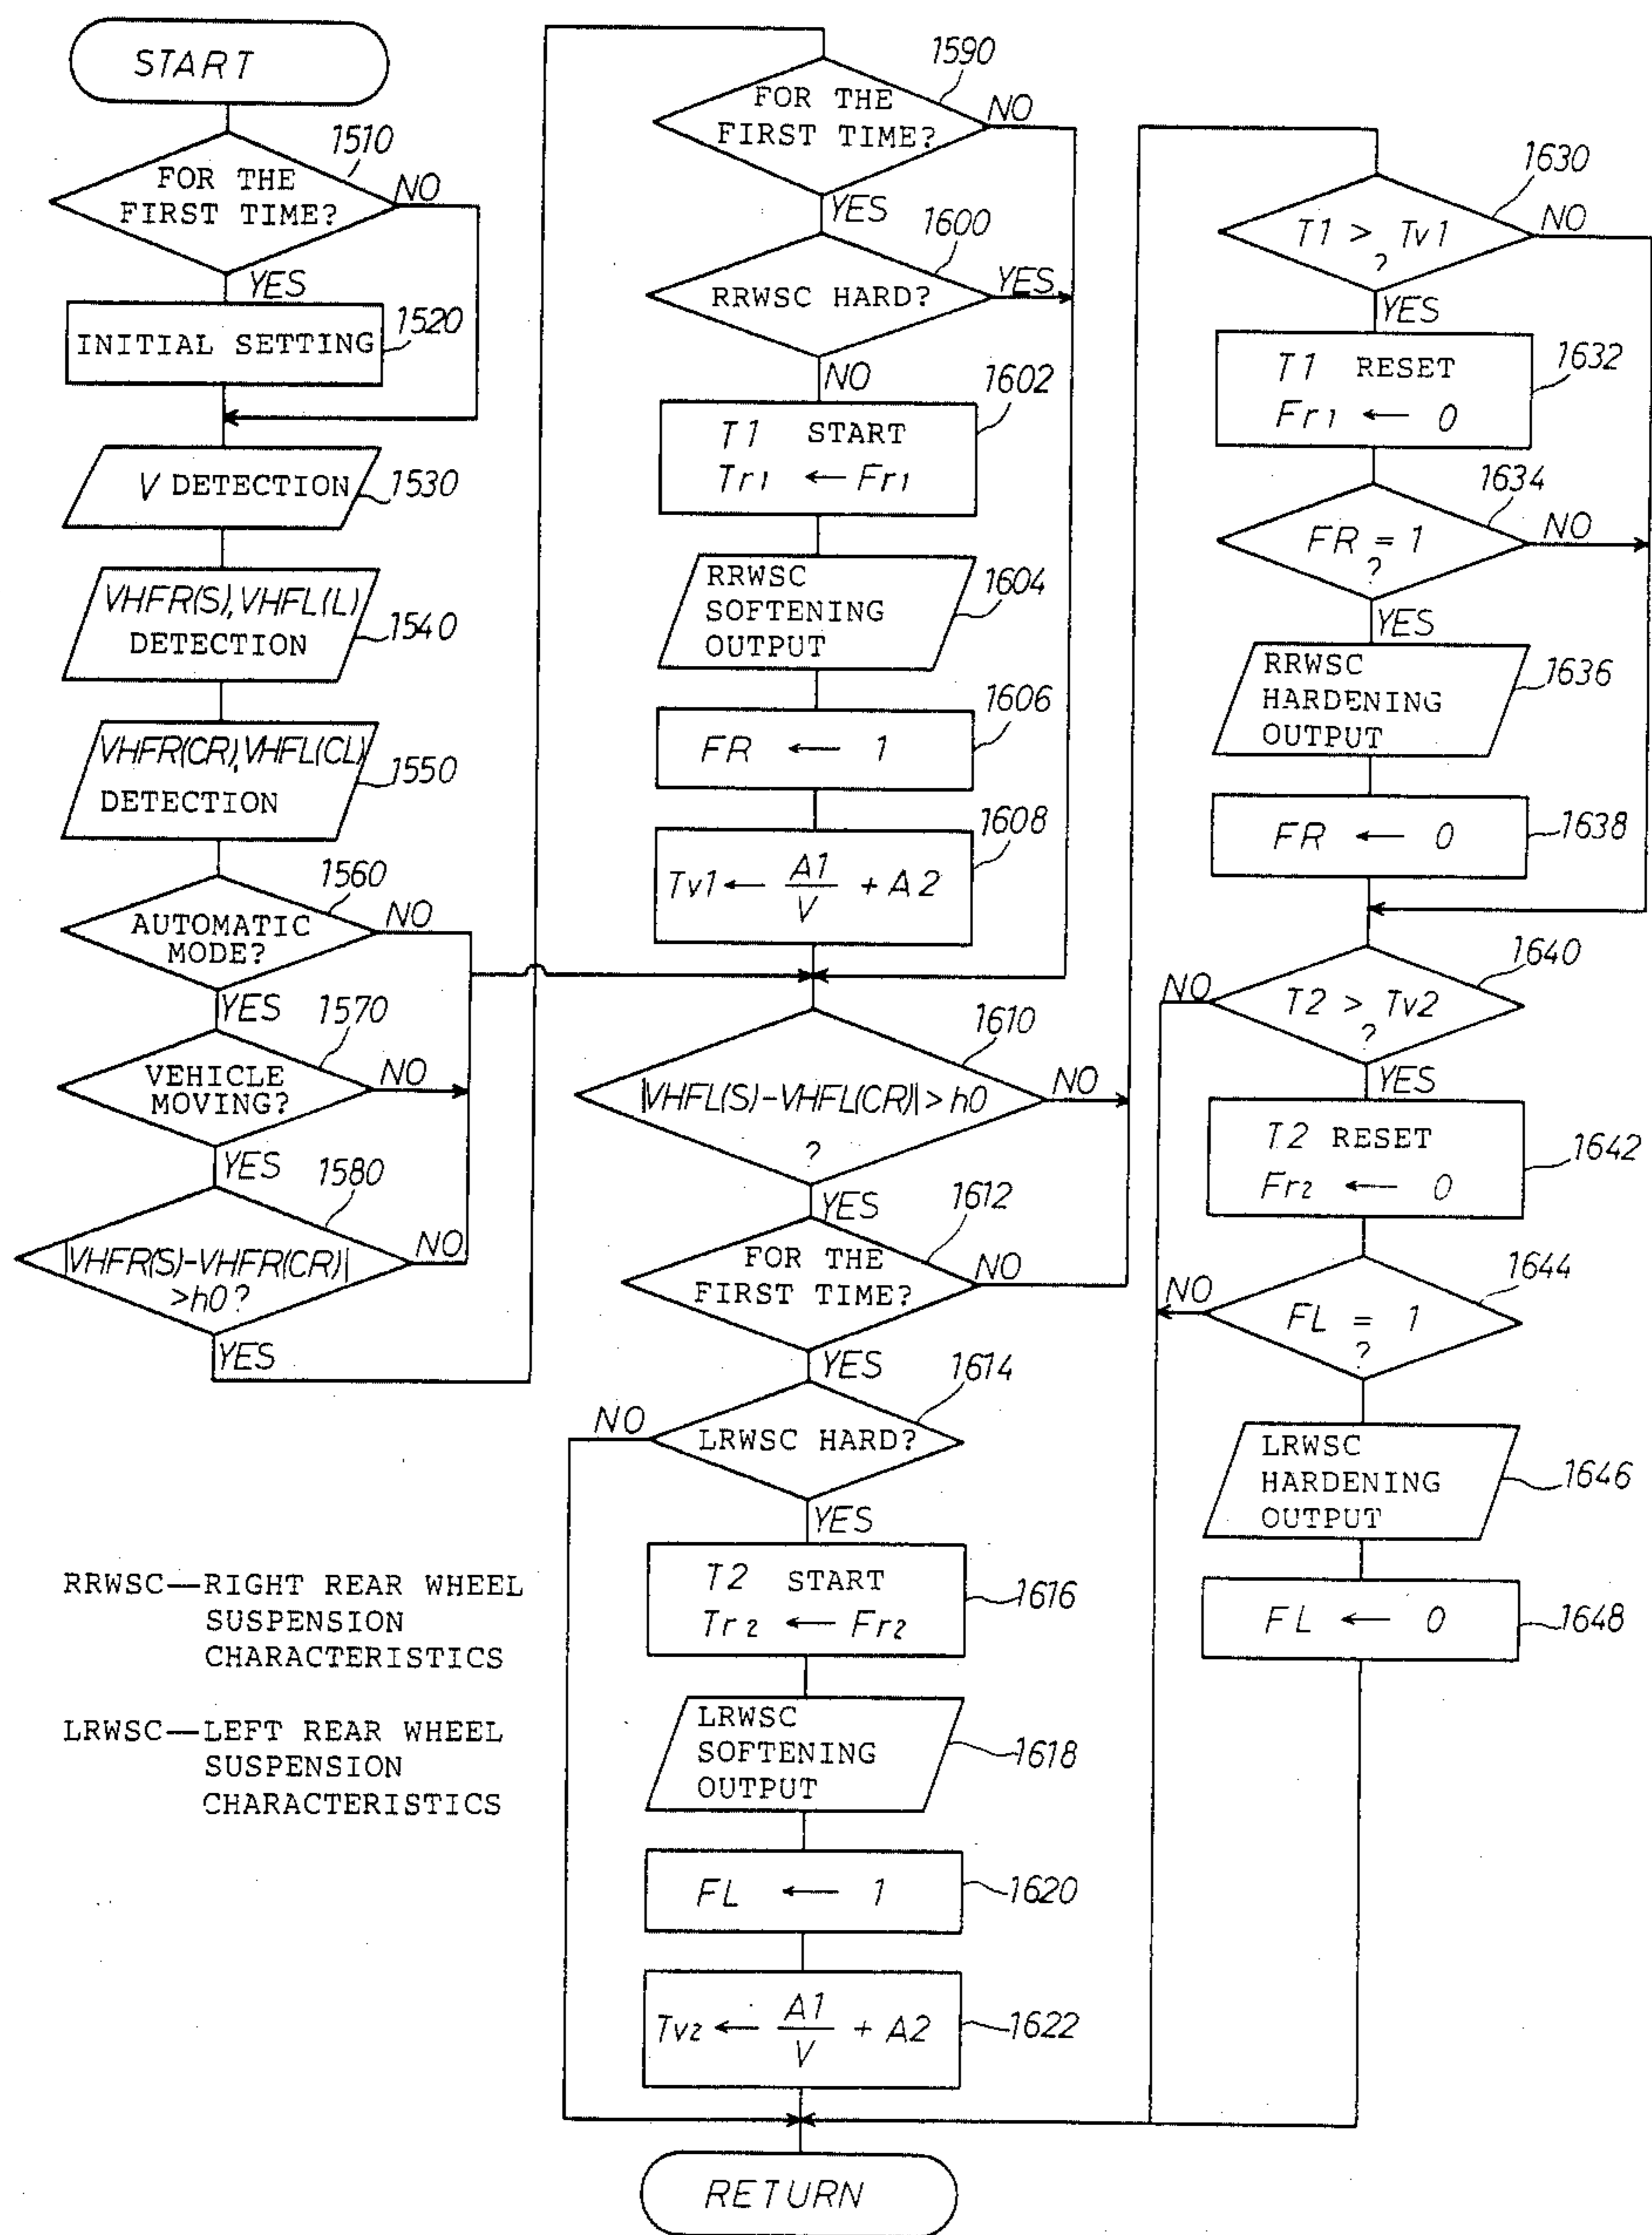 START
1510
FOR THE
FIRST TIME?
NO
YES
INITIAL SETTING
1520
V DETECTION
1530
VHFR(S),VHFL(L)
DETECTION
1540
VHFR(CR),VHFL(CL)
DETECTION
1550
1560
AUTOMATIC
MODE?
NO
YES
1570
VEHICLE
MOVING?
NO
YES
1580
|VHFR(S)-VHFR(CR)|
>h0?
NO
YES
RRWSC—RIGHT REAR WHEEL
SUSPENSION
CHARACTERISTICS
LRWSC—LEFT REAR WHEEL
SUSPENSION
CHARACTERISTICS
1590
FOR THE
FIRST TIME?
NO
YES
1600
RRWSC HARD?
YES
NO
1602
T1 START
Tr1 ← Fr1
RRWSC
SOFTENING
OUTPUT
1604
1606
FR ← 1
1608
Tv1 ← A1/V + A2
1610
|VHFL(S)-VHFL(CR)|>h0
?
NO
YES
1612
FOR THE
FIRST TIME?
NO
YES
1614
LRWSC HARD?
NO
YES
T2 START
Tr2 ← Fr2
1616
LRWSC
SOFTENING
OUTPUT
1618
FL ← 1
1620
Tv2 ← A1/V + A2
1622
RETURN
1630
T1 > Tv1
?
NO
YES
T1 RESET
Fr1 ← 0
1632
1634
FR = 1
?
NO
YES
RRWSC
HARDENING
OUTPUT
1636
FR ← 0
1638
1640
T2 > Tv2
?
NO
YES
T2 RESET
Fr2 ← 0
1642
1644
FL = 1
?
NO
LRWSC
HARDENING
OUTPUT
1646
FL ← 0
1648